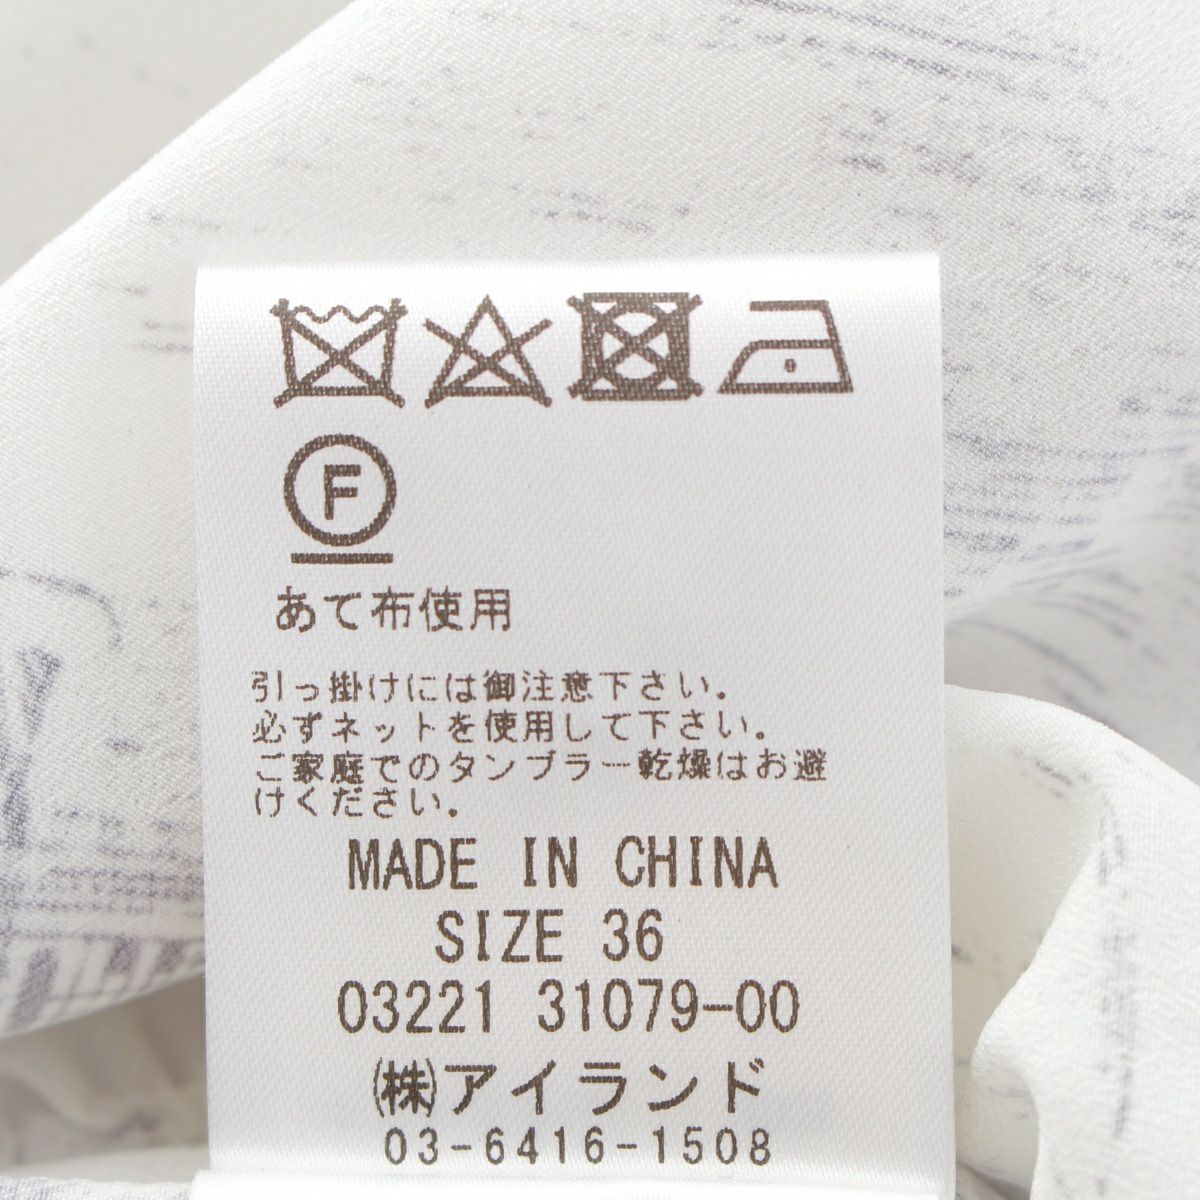 F
あて布使用
引っ掛けには御注意下さい。
必ずネットを使用して下さい。
ご家庭でのタンブラー乾燥はお避
けください。
MADE IN CHINA
SIZE 36
03221 31079-00
㈱アイランド
03-6416-1508